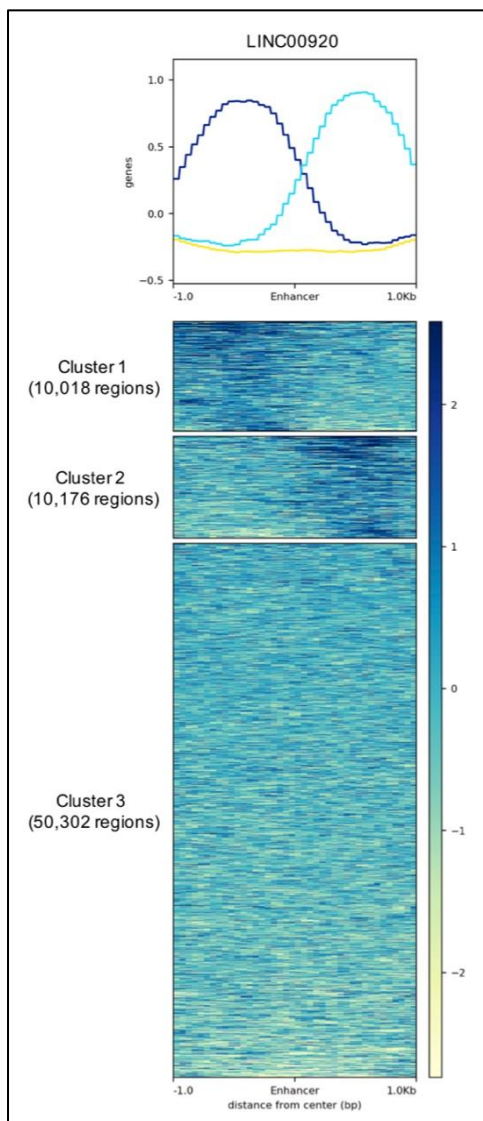 LINC00920
1.0
0.5
0.0
−0.5
genes
-1.0 Enhancer 1.0Kb
Cluster 1
(10,018 regions)
Cluster 2
(10,176 regions)
Cluster 3
(50,302 regions)
2
1
0
−1
−2
-1.0 Enhancer 1.0Kb
distance from center (bp)